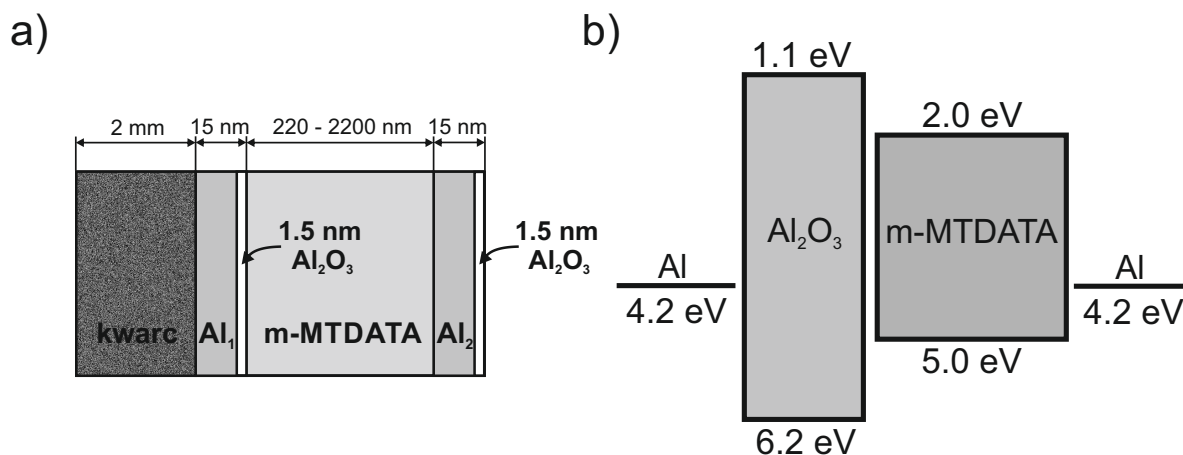 a)
2 mm
15 nm
220 - 2200 nm
15 nm
1.5 nm
Al₂O₃
1.5 nm
Al₂O₃
kwarc
Al₁
m-MTDATA
Al₂
b)
1.1 eV
2.0 eV
Al₂O₃
m-MTDATA
Al
4.2 eV
Al
4.2 eV
5.0 eV
6.2 eV